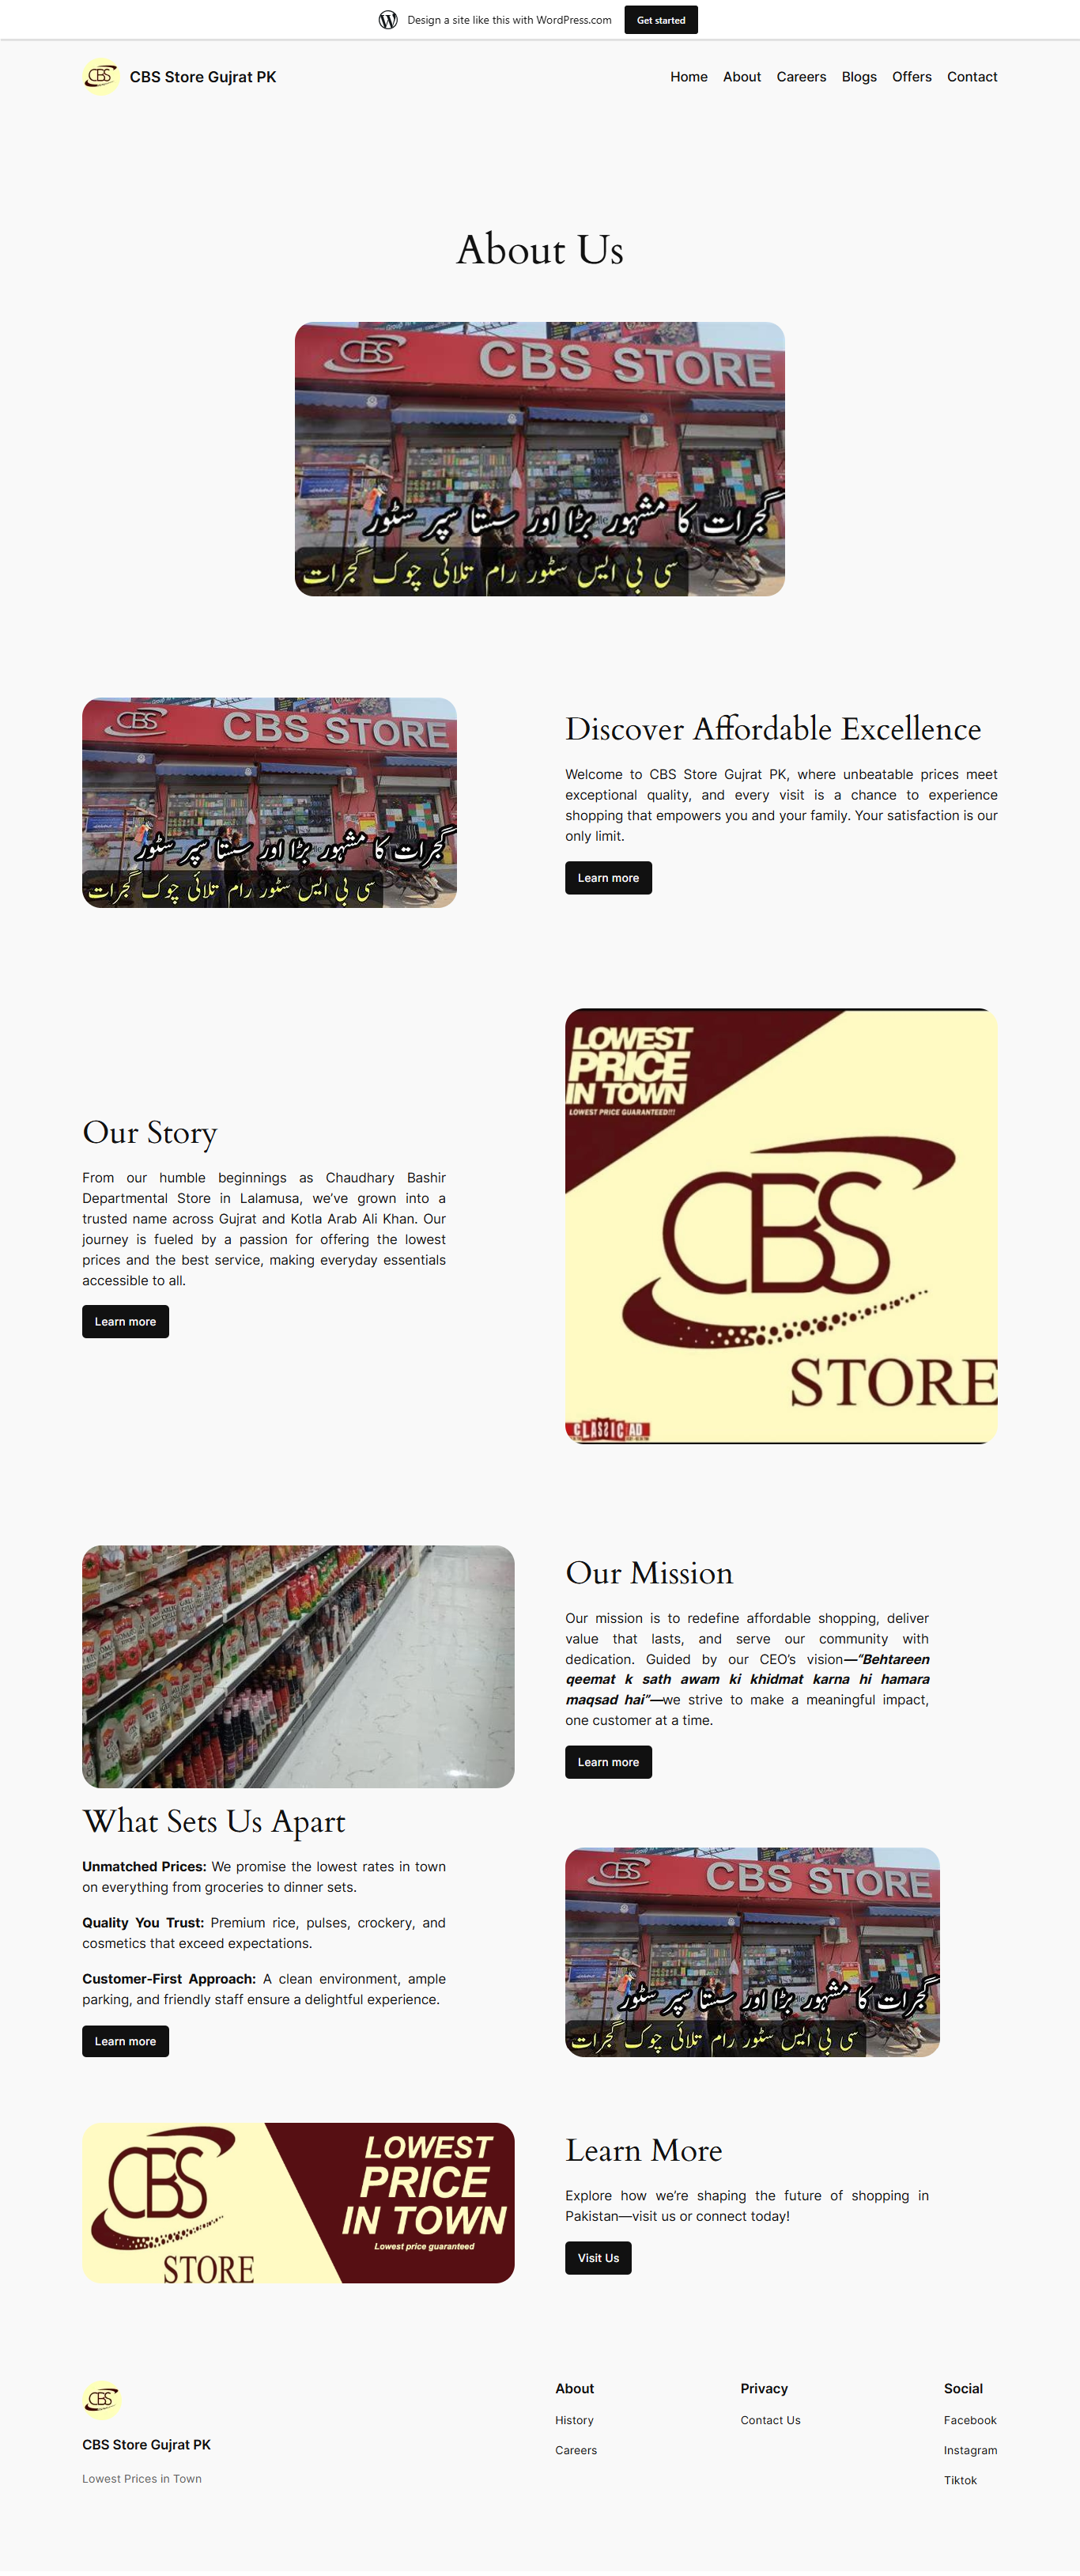 Design a site like this with WordPress.com
Get started
CBS
CBS Store Gujrat PK
Home
About
Careers
Blogs
Offers
Contact
About Us
CBS
CBS STORE
گجرات کا مشہور بڑا اور سستا سپر سٹور
سی بی ایس سٹور رام تلائی چوک گجرات
CBS
CBS STORE
گجرات کا مشہور بڑا اور سستا سپر سٹور
سی بی ایس سٹور رام تلائی چوک گجرات
Discover Affordable Excellence
Welcome to CBS Store Gujrat PK, where unbeatable prices meet
exceptional quality, and every visit is a chance to experience
shopping that empowers you and your family. Your satisfaction is our
only limit.
Learn more
Our Story
From our humble beginnings as Chaudhary Bashir
Departmental Store in Lalamusa, we’ve grown into a
trusted name across Gujrat and Kotla Arab Ali Khan. Our
journey is fueled by a passion for offering the lowest
prices and the best service, making everyday essentials
accessible to all.
Learn more
LOWEST
PRICE
IN TOWN
LOWEST PRICE GUARANTEED!!!
CBS
STORE
CLASSIC AD
Our Mission
Our mission is to redefine affordable shopping, deliver
value that lasts, and serve our community with
dedication. Guided by our CEO’s vision—“Behtareen
qeemat k sath awam ki khidmat karna hi hamara
maqsad hai”—we strive to make a meaningful impact,
one customer at a time.
Learn more
What Sets Us Apart
Unmatched Prices: We promise the lowest rates in town
on everything from groceries to dinner sets.
Quality You Trust: Premium rice, pulses, crockery, and
cosmetics that exceed expectations.
Customer-First Approach: A clean environment, ample
parking, and friendly staff ensure a delightful experience.
Learn more
CBS
CBS STORE
گجرات کا مشہور بڑا اور سستا سپر سٹور
سی بی ایس سٹور رام تلائی چوک گجرات
CBS
STORE
LOWEST
PRICE
IN TOWN
Lowest price guaranteed
Learn More
Explore how we’re shaping the future of shopping in
Pakistan—visit us or connect today!
Visit Us
CBS
CBS Store Gujrat PK
Lowest Prices in Town
About
History
Careers
Privacy
Contact Us
Social
Facebook
Instagram
Tiktok